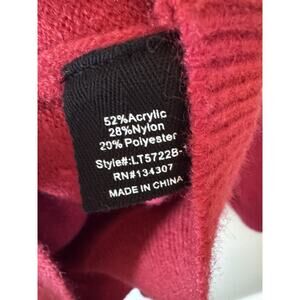 52%Acrylic
28%Nylon
20% Polyester
Style#:LT5722B-
RN#134307
MADE IN CHINA